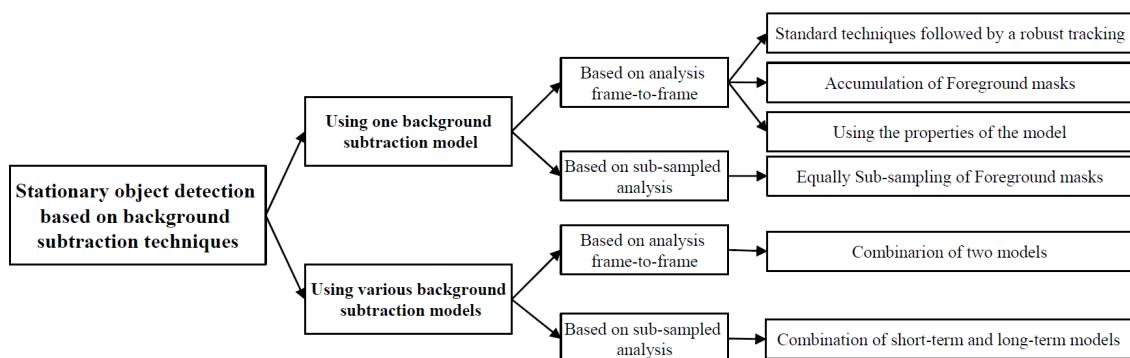 Stationary object detection
based on background
subtraction techniques
Using one background
subtraction model
Based on analysis
frame-to-frame
Standard techniques followed by a robust tracking
Accumulation of Foreground masks
Using the properties of the model
Based on sub-sampled
analysis
Equally Sub-sampling of Foreground masks
Using various background
subtraction models
Based on analysis
frame-to-frame
Combinarion of two models
Based on sub-sampled
analysis
Combination of short-term and long-term models